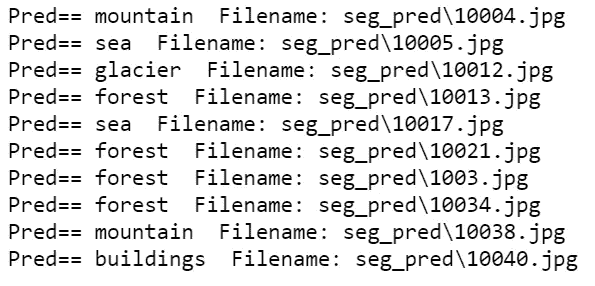 Pred== mountain  Filename: seg_pred\10004.jpg
Pred== sea  Filename: seg_pred\10005.jpg
Pred== glacier  Filename: seg_pred\10012.jpg
Pred== forest  Filename: seg_pred\10013.jpg
Pred== sea  Filename: seg_pred\10017.jpg
Pred== forest  Filename: seg_pred\10021.jpg
Pred== forest  Filename: seg_pred\1003.jpg
Pred== forest  Filename: seg_pred\10034.jpg
Pred== mountain  Filename: seg_pred\10038.jpg
Pred== buildings  Filename: seg_pred\10040.jpg